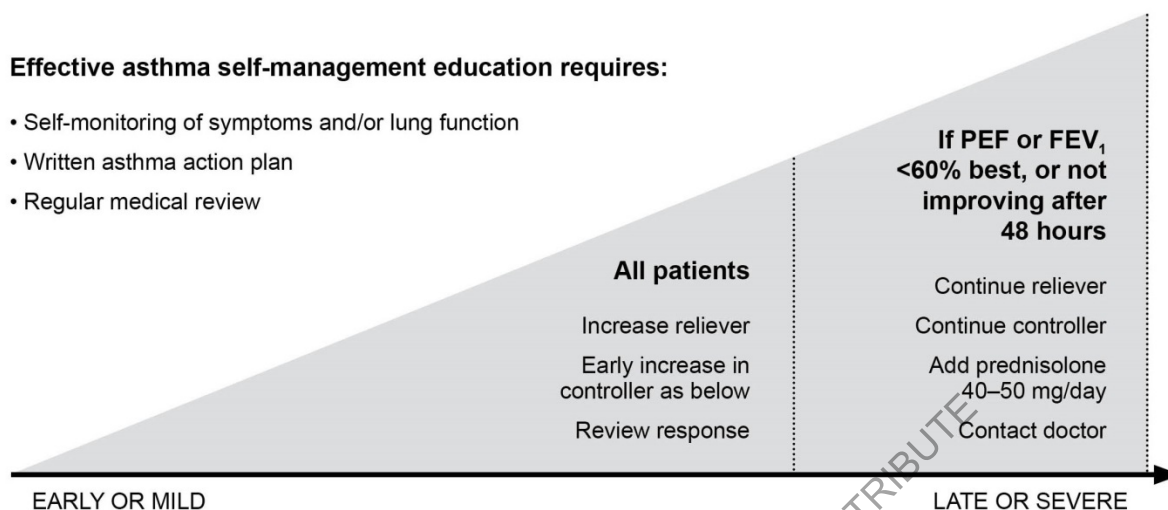 Effective asthma self-management education requires:
• Self-monitoring of symptoms and/or lung function
• Written asthma action plan
• Regular medical review
All patients
Increase reliever
Early increase in
controller as below
Review response
If PEF or FEV₁
<60% best, or not
improving after
48 hours
Continue reliever
Continue controller
Add prednisolone
40–50 mg/day
Contact doctor
TRIBUTE
EARLY OR MILD
LATE OR SEVERE